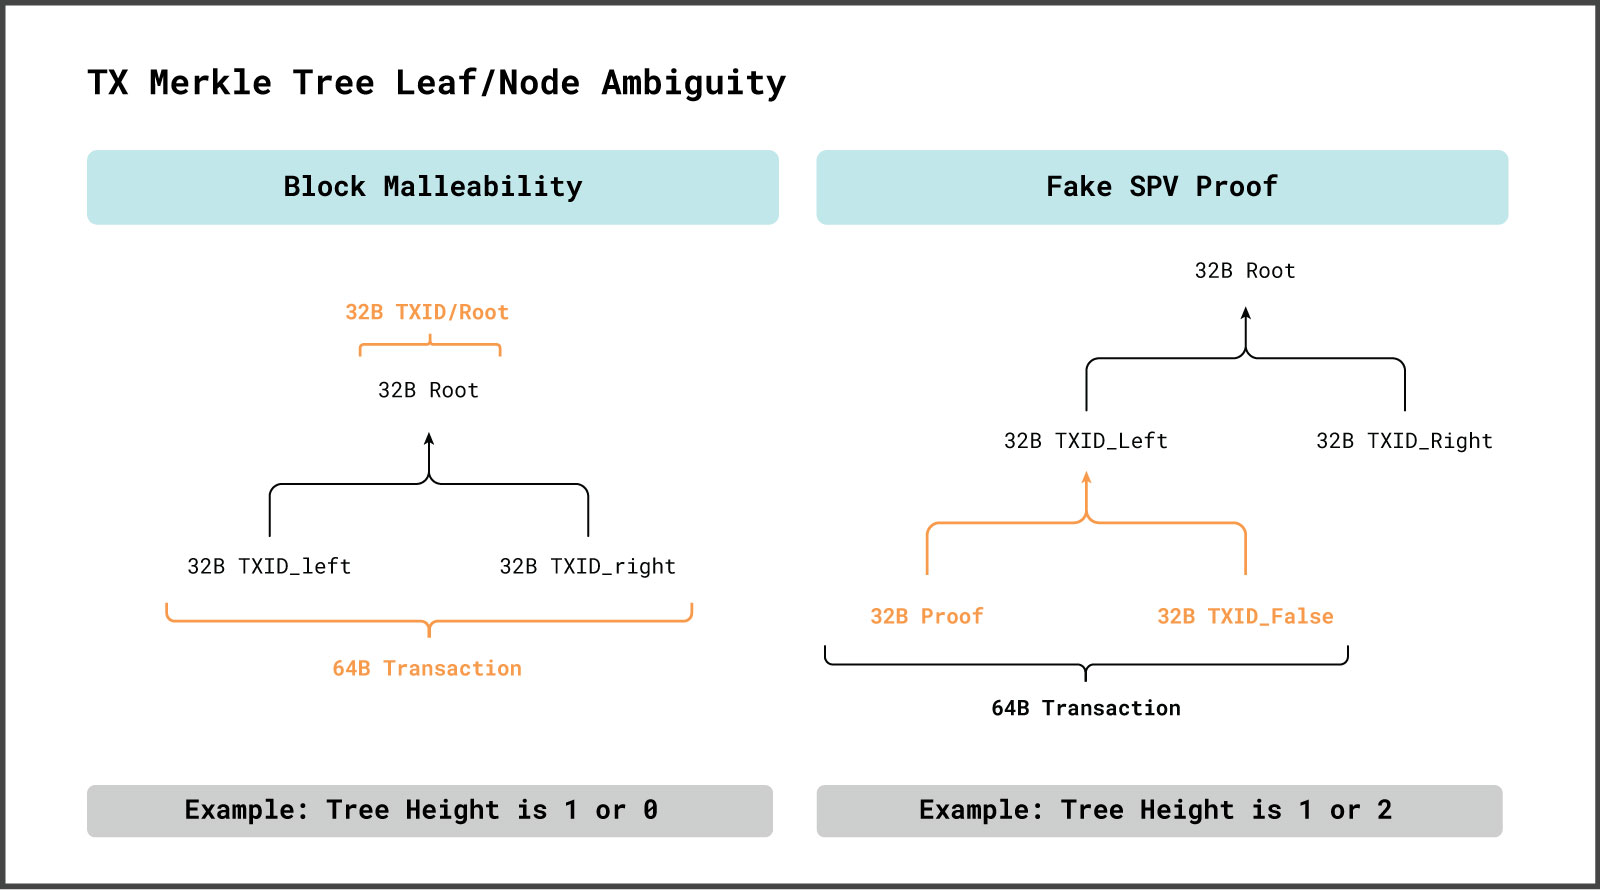 TX Merkle Tree Leaf/Node Ambiguity
Block Malleability
32B TXID/Root
32B Root
32B TXID_left
32B TXID_right
64B Transaction
Example: Tree Height is 1 or 0
Fake SPV Proof
32B Root
32B TXID_Left
32B TXID_Right
32B Proof
32B TXID_False
64B Transaction
Example: Tree Height is 1 or 2